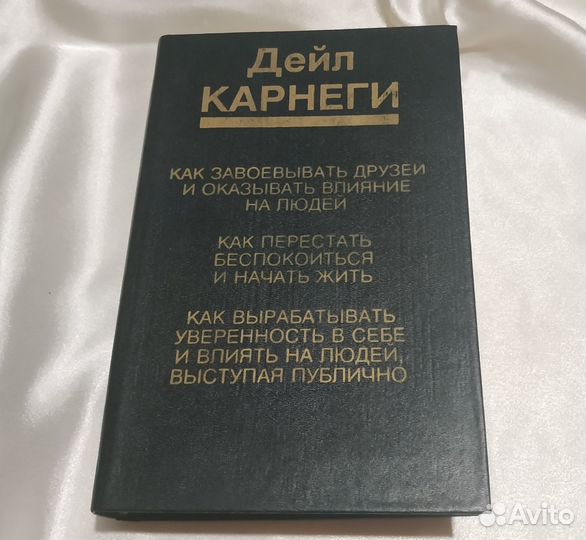 Дейл
КАРНЕГИ
КАК ЗАВОЕВЫВАТЬ ДРУЗЕЙ
И ОКАЗЫВАТЬ ВЛИЯНИЕ
НА ЛЮДЕЙ
КАК ПЕРЕСТАТЬ
БЕСПОКОИТЬСЯ
И НАЧАТЬ ЖИТЬ
КАК ВЫРАБАТЫВАТЬ
УВЕРЕННОСТЬ В СЕБЕ
И ВЛИЯТЬ НА ЛЮДЕЙ,
ВЫСТУПАЯ ПУБЛИЧНО
Avito